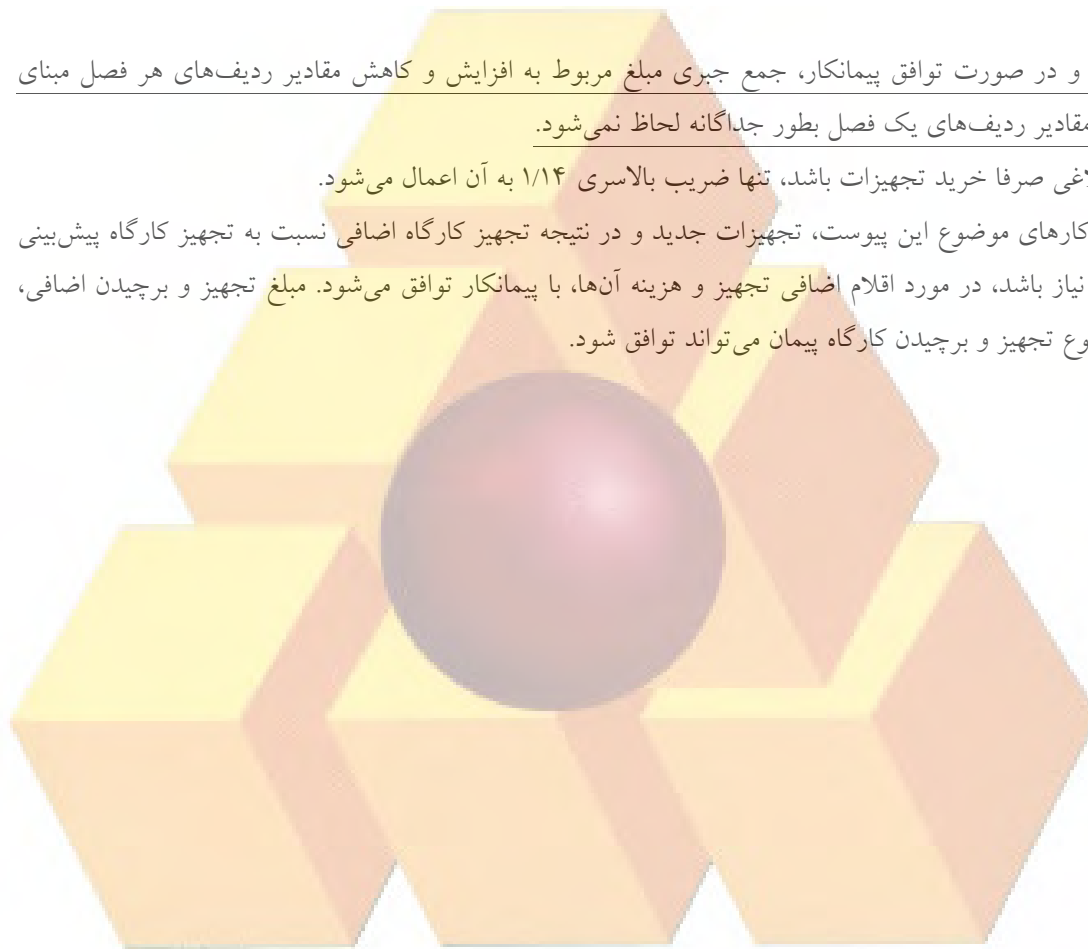 و در صورت توافق پیمانکار، جمع جبری مبلغ مربوط به افزایش و کاهش مقادیر ردیف‌های هر فصل مبنای
مقادیر ردیف‌های یک فصل بطور جداگانه لحاظ نمی‌شود.
لاغی صرفا خرید تجهیزات باشد، تنها ضریب بالاسری ۱/۱۴ به آن اعمال می‌شود.
کارهای موضوع این پیوست، تجهیزات جدید و در نتیجه تجهیز کارگاه اضافی نسبت به تجهیز کارگاه پیش‌بینی
نیاز باشد، در مورد اقلام اضافی تجهیز و هزینه آن‌ها، با پیمانکار توافق می‌شود. مبلغ تجهیز و برچیدن اضافی،
وع تجهیز و برچیدن کارگاه پیمان می‌تواند توافق شود.